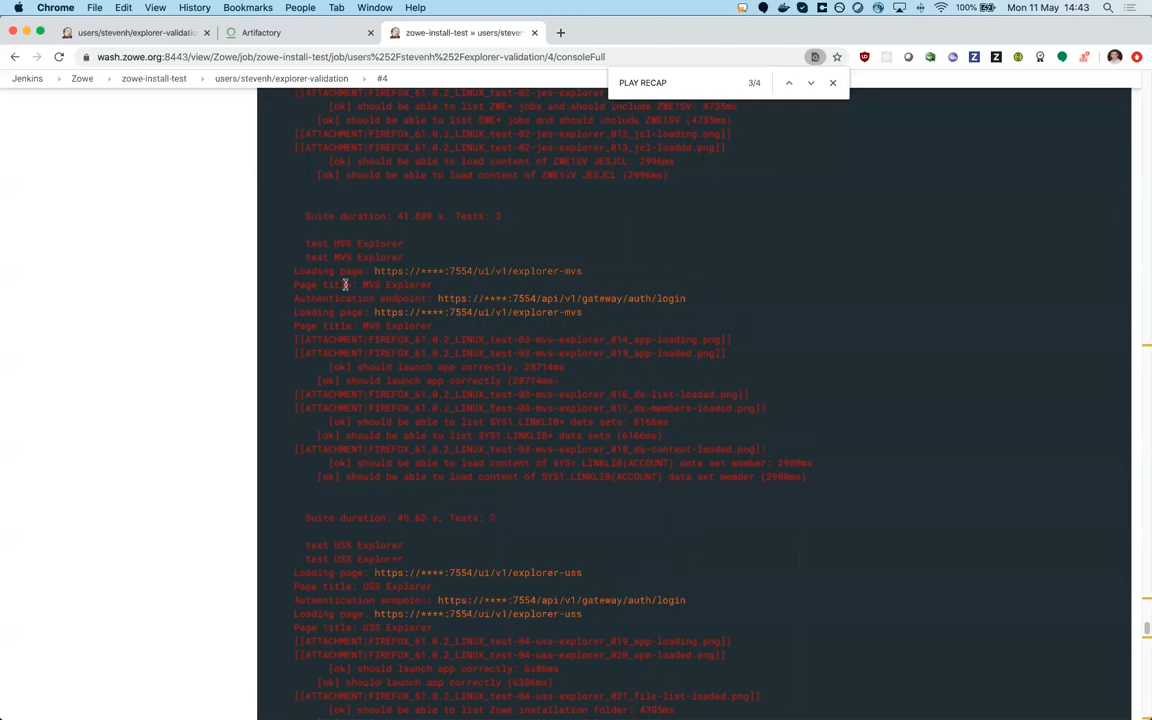 Chrome File Edit View History Bookmarks People Tab Window Help 100% Mon 11 May 14:43
users/stevenh/explorer-validati Artifactory zowe-install-test » users/steven
wash.zowe.org:8443/view/Zowe/job/zowe-install-test/job/users%252Fstevenh%252Fexplorer-validation/4/consoleFull
PLAY RECAP 3/4
Jenkins Zowe zowe-install-test users/stevenh/explorer-validation #4
[[ATTACHMENT|FIREFOX_61.0.2_LINUX_test-02-jes-explorer_
[ok] should be able to list ZWE* jobs and should include ZWE1SV: 4735ms
[ok] should be able to list ZWE* jobs and should include ZWE1SV (4735ms)
[[ATTACHMENT|FIREFOX_61.0.2_LINUX_test-02-jes-explorer_012_jcl-loading.png]]
[[ATTACHMENT|FIREFOX_61.0.2_LINUX_test-02-jes-explorer_013_jcl-loadda.png]]
[ok] should be able to load content of ZWE1SV JESJCL: 2996ms
[ok] should be able to load content of ZWE1SV JESJCL (2996ms)
Suite duration: 41.889 s, Tests: 3
test MVS Explorer
test MVS Explorer
Loading page: https://****:7554/ui/v1/explorer-mvs
Page title: MVS Explorer
Authentication endpoint: https://****:7554/api/v1/gateway/auth/login
Loading page: https://****:7554/ui/v1/explorer-mvs
Page title: MVS Explorer
[[ATTACHMENT|FIREFOX_61.0.2_LINUX_test-03-mvs-explorer_014_app-loading.png]]
[[ATTACHMENT|FIREFOX_61.0.2_LINUX_test-03-mvs-explorer_015_app-loaded.png]]
[ok] should launch app correctly: 28714ms
[ok] should launch app correctly (28714ms)
[[ATTACHMENT|FIREFOX_61.0.2_LINUX_test-03-mvs-explorer_016_ds-list-loaded.png]]
[[ATTACHMENT|FIREFOX_61.0.2_LINUX_test-03-mvs-explorer_017_ds-members-loaded.png]]
[ok] should be able to list SYS1.LINKLIB* data sets: 6166ms
[ok] should be able to list SYS1.LINKLIB* data sets (6166ms)
[[ATTACHMENT|FIREFOX_61.0.2_LINUX_test-03-mvs-explorer_018_ds-content-loaded.png]]
[ok] should be able to load content of SYS1.LINKLIB(ACCOUNT) data set member: 2980ms
[ok] should be able to load content of SYS1.LINKLIB(ACCOUNT) data set member (2980ms)
Suite duration: 49.62 s, Tests: 3
test USS Explorer
test USS Explorer
Loading page: https://****:7554/ui/v1/explorer-uss
Page title: USS Explorer
Authentication endpoint: https://****:7554/api/v1/gateway/auth/login
Loading page: https://****:7554/ui/v1/explorer-uss
Page title: USS Explorer
[[ATTACHMENT|FIREFOX_61.0.2_LINUX_test-04-uss-explorer_019_app-loading.png]]
[[ATTACHMENT|FIREFOX_61.0.2_LINUX_test-04-uss-explorer_020_app-loaded.png]]
[ok] should launch app correctly: 6386ms
[ok] should launch app correctly (6386ms)
[[ATTACHMENT|FIREFOX_61.0.2_LINUX_test-04-uss-explorer_021_file-list-loaded.png]]
[ok] should be able to list Zowe installation folder: 4395ms